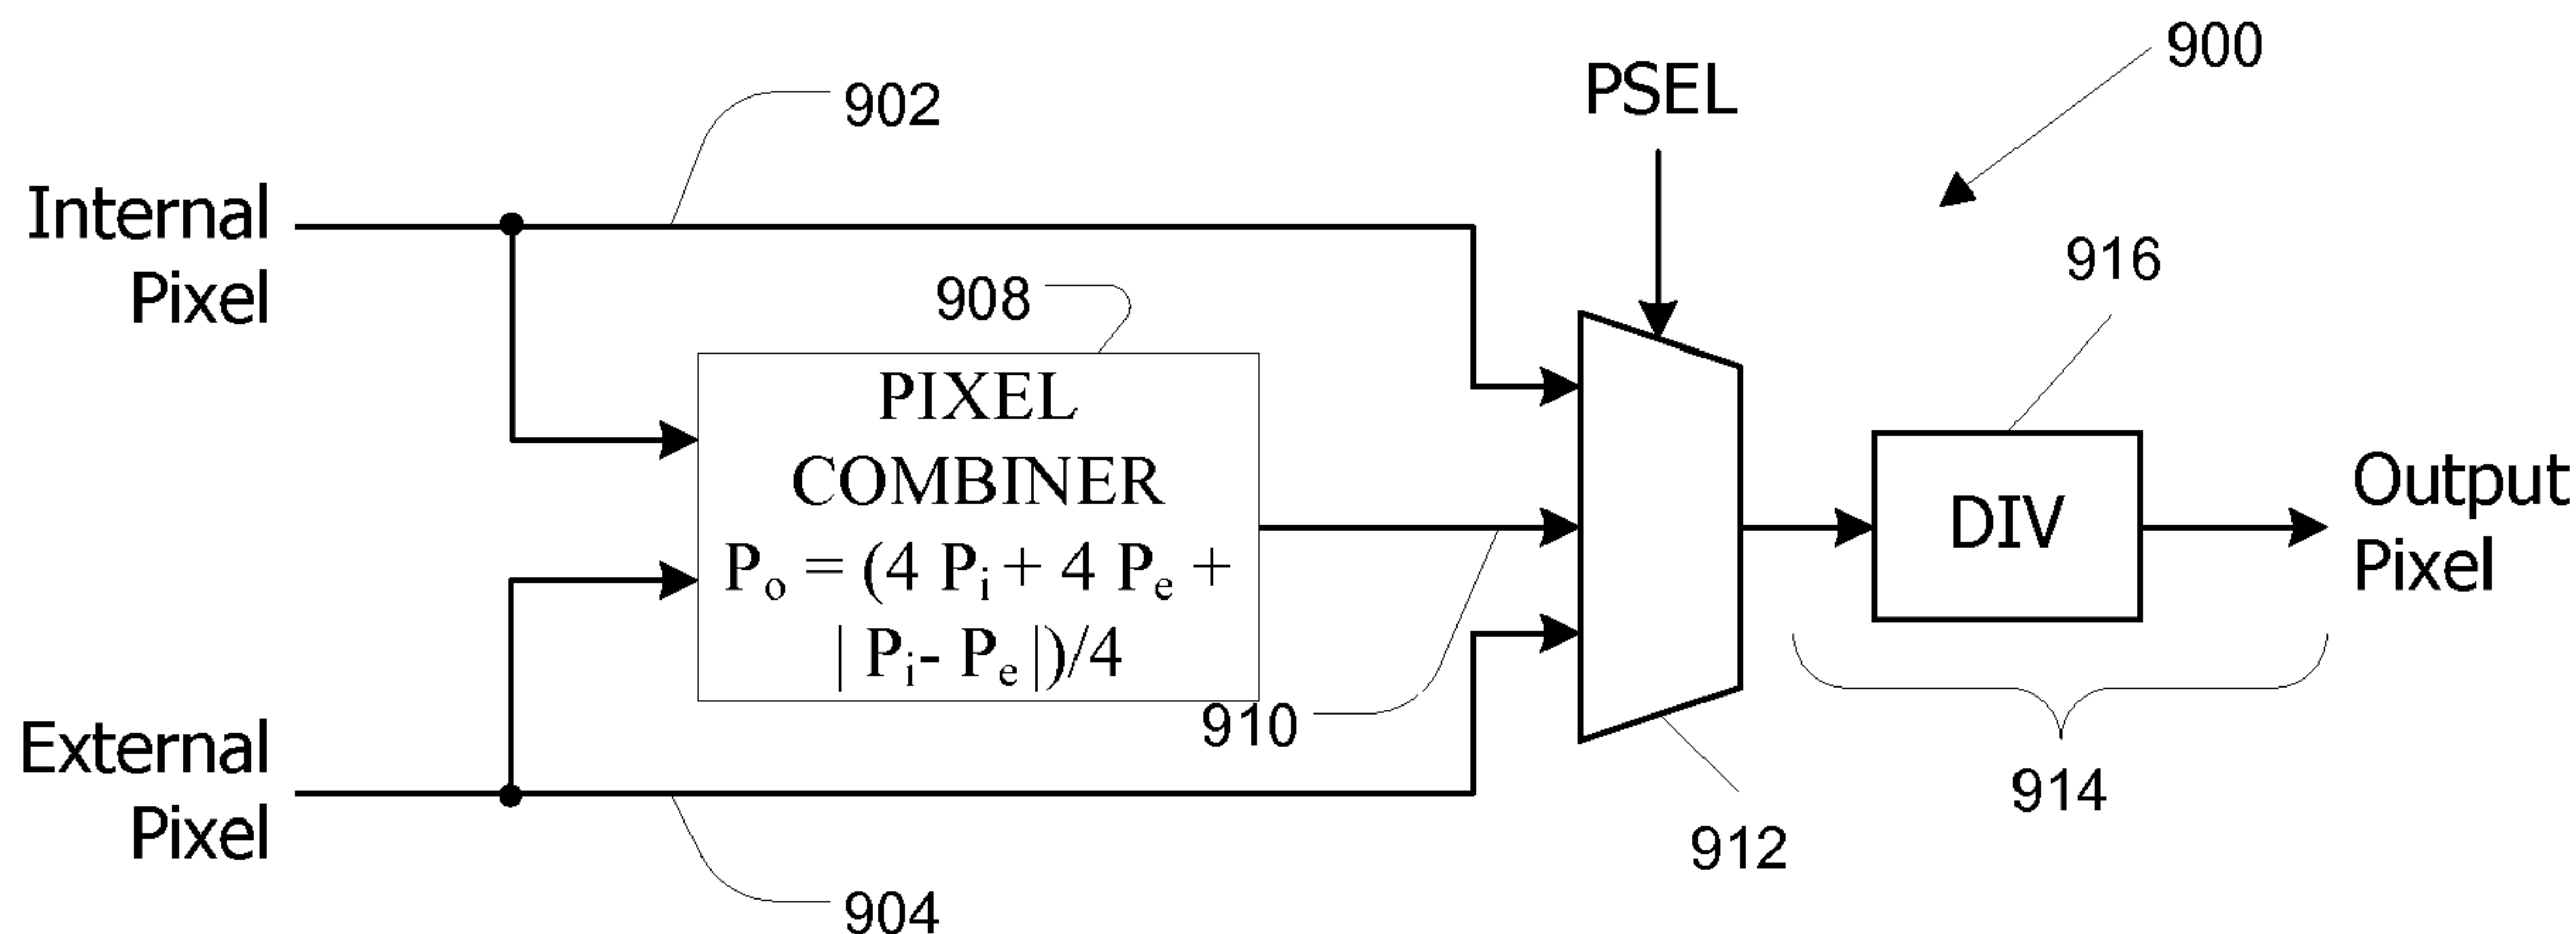 900
PSEL
902
Internal
Pixel
916
908
PIXEL
COMBINER
Pₒ = (4 Pᵢ + 4 Pₑ +
| Pᵢ- Pₑ |)/4
DIV
Output
Pixel
910
External
Pixel
914
912
904